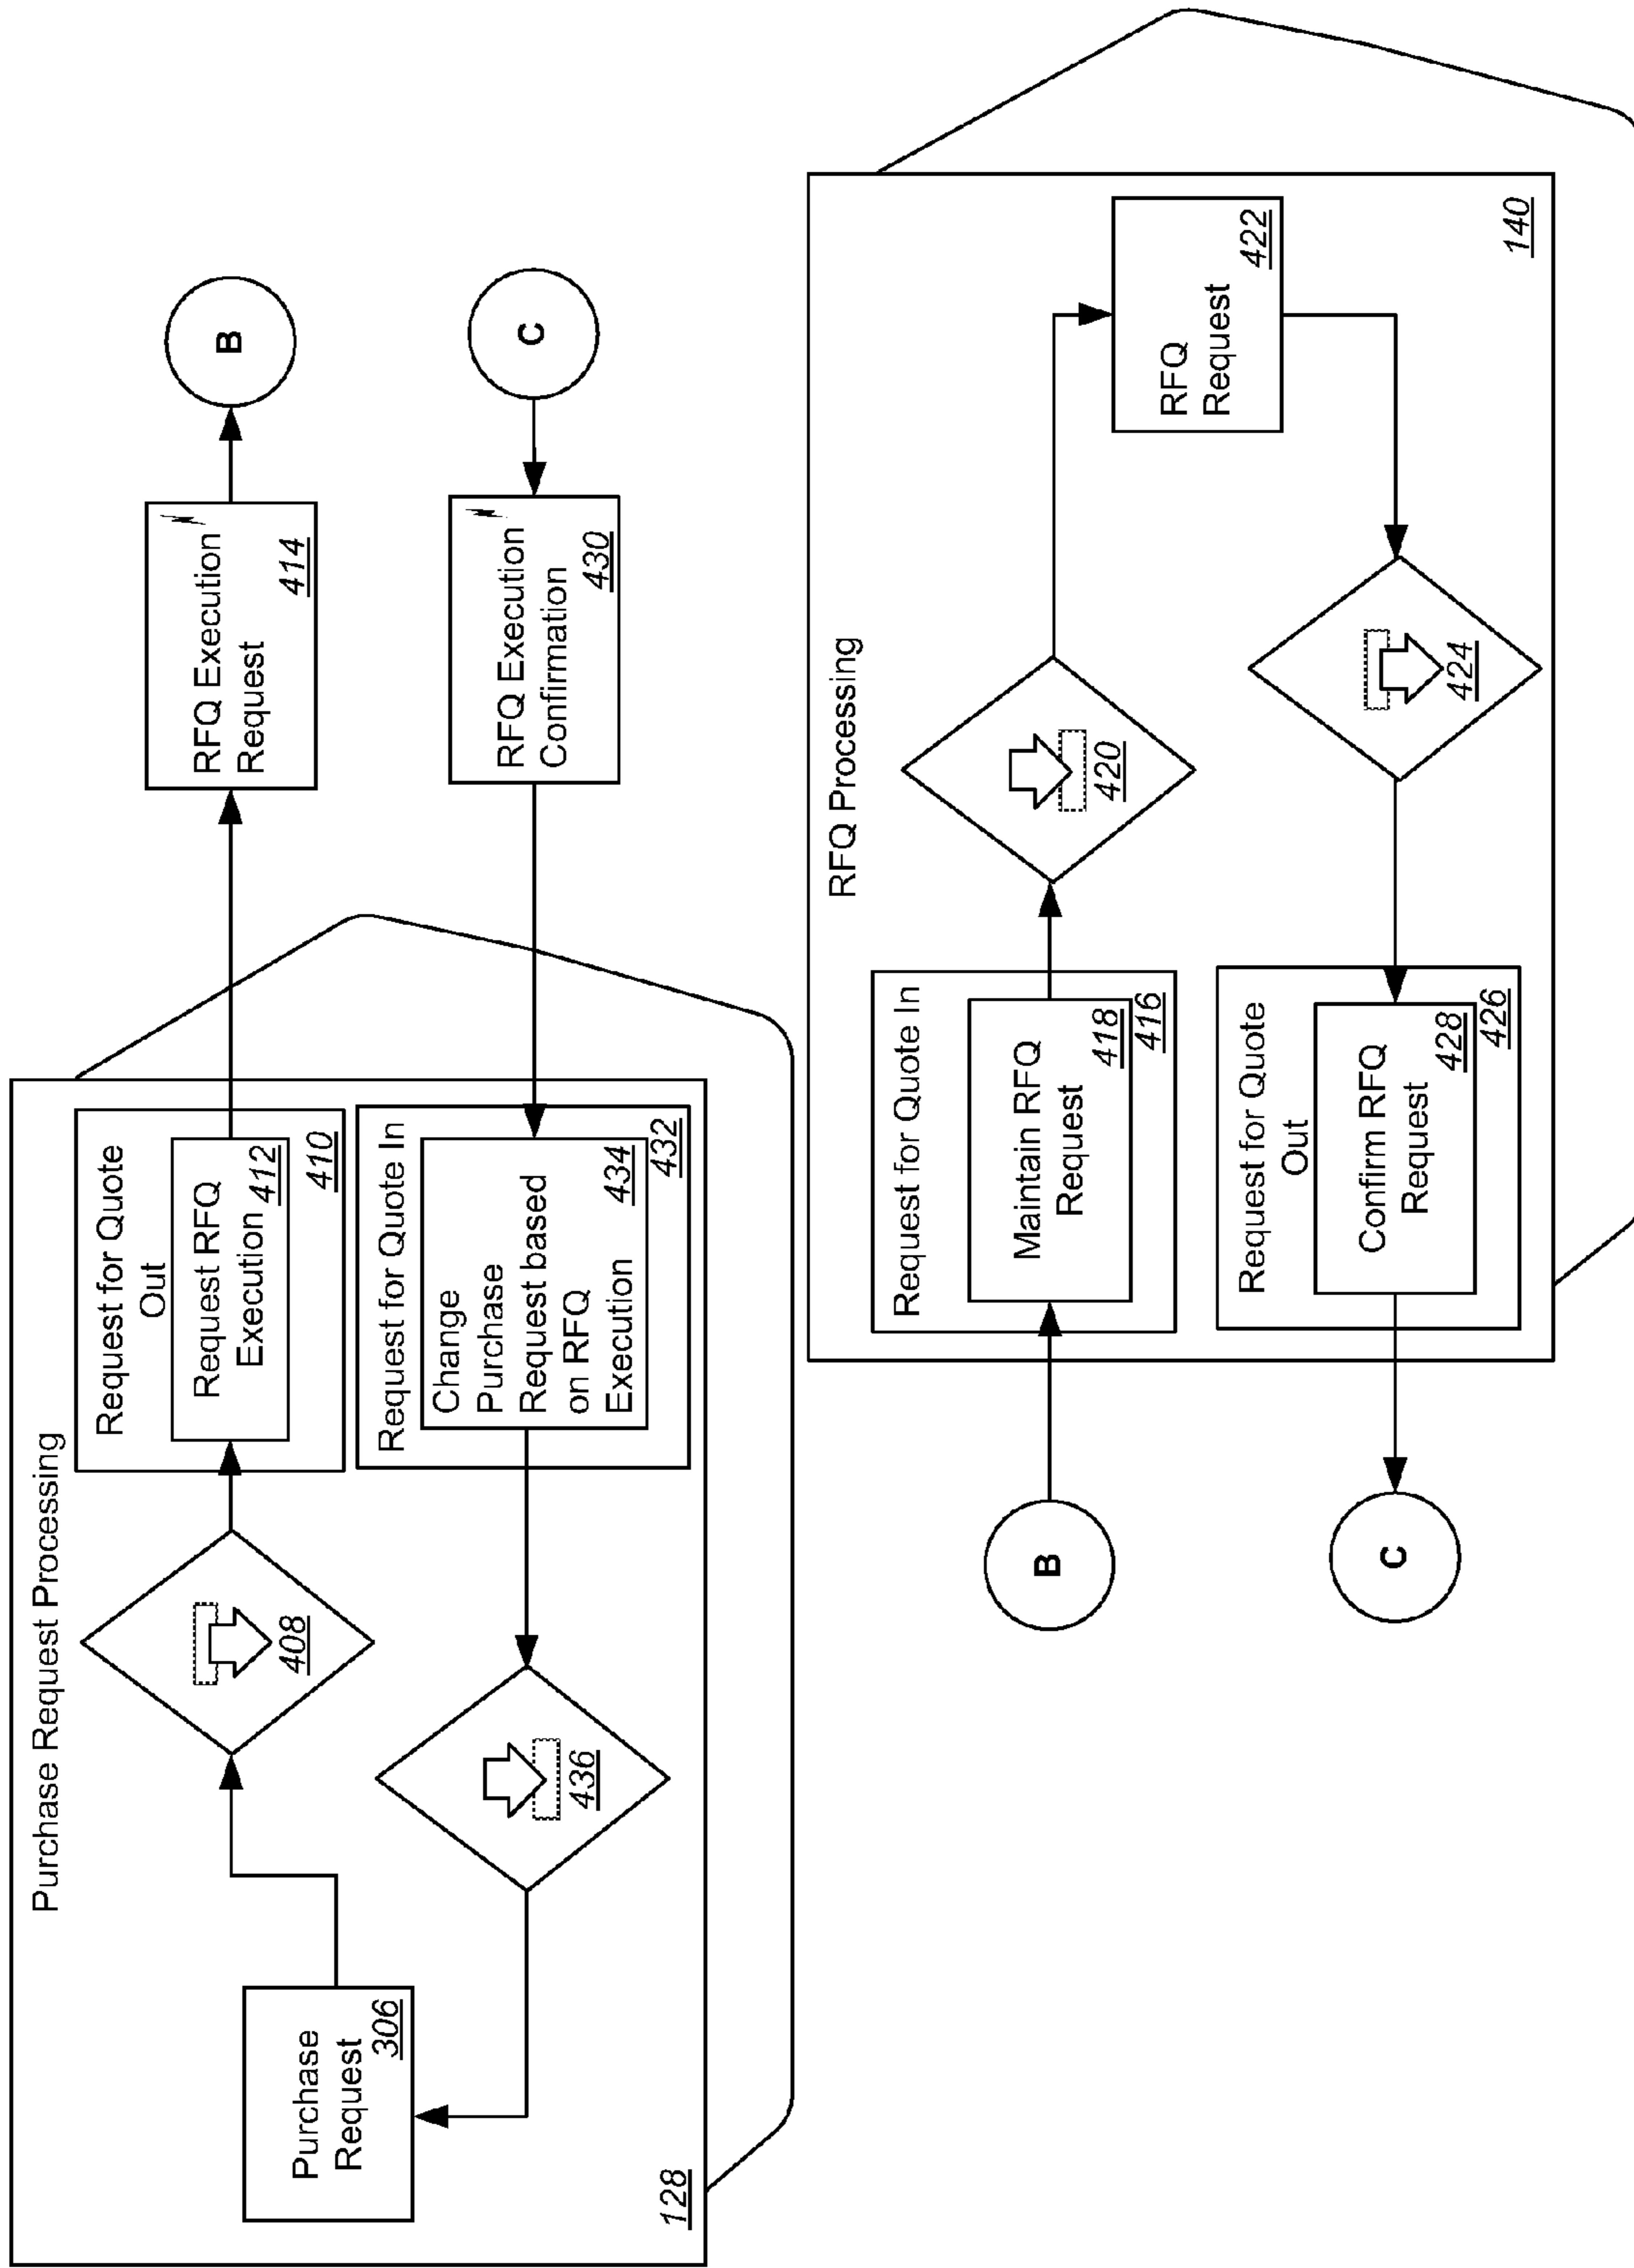 Purchase Request Processing
Purchase
Request
306
408
Request for Quote
Out
Request RFQ
Execution
412
410
RFQ Execution
Request
414
B
436
Request for Quote In
Change
Purchase
Request based
on RFQ
Execution
434
432
RFQ Execution
Confirmation
430
C
128
RFQ Processing
B
Request for Quote In
Maintain RFQ
Request
418
416
420
RFQ
Request
422
C
Request for Quote
Out
Confirm RFQ
Request
428
426
424
140